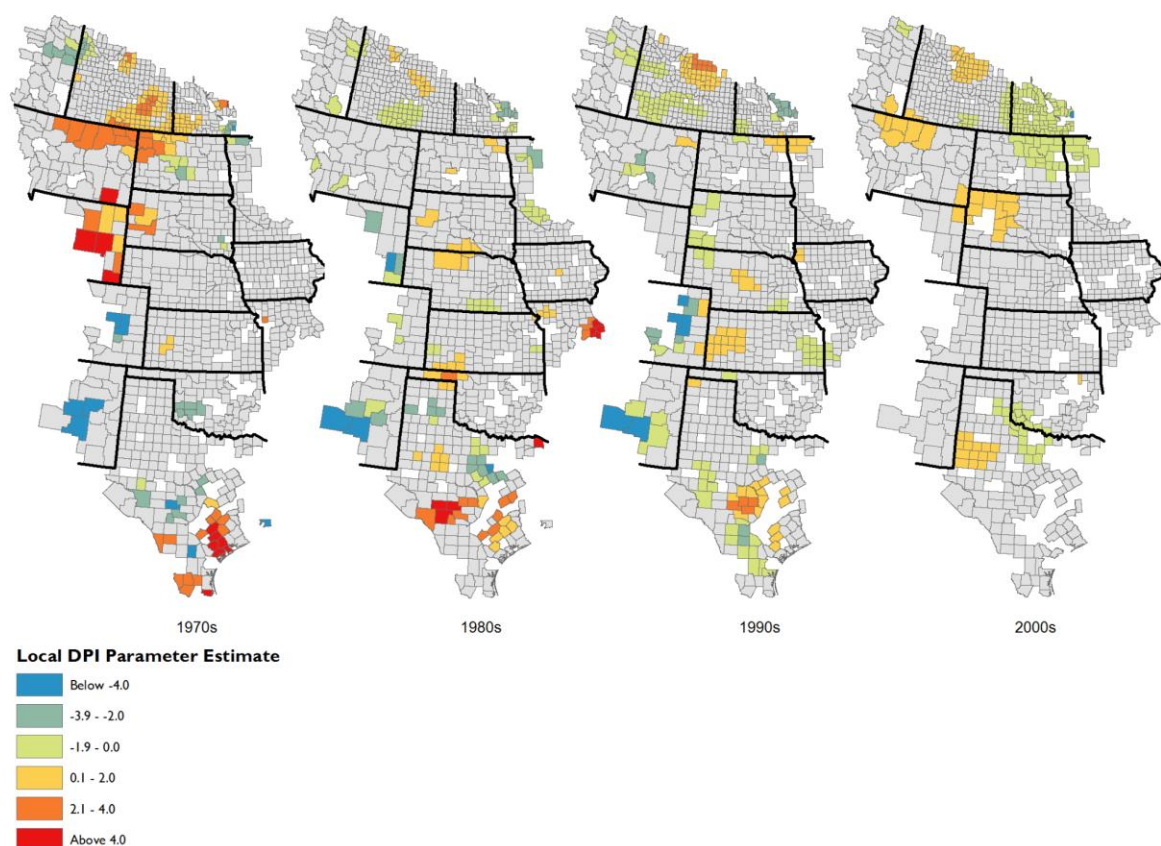 1970s
1980s
1990s
2000s
Local DPI Parameter Estimate
Below -4.0
-3.9 - -2.0
-1.9 - 0.0
0.1 - 2.0
2.1 - 4.0
Above 4.0